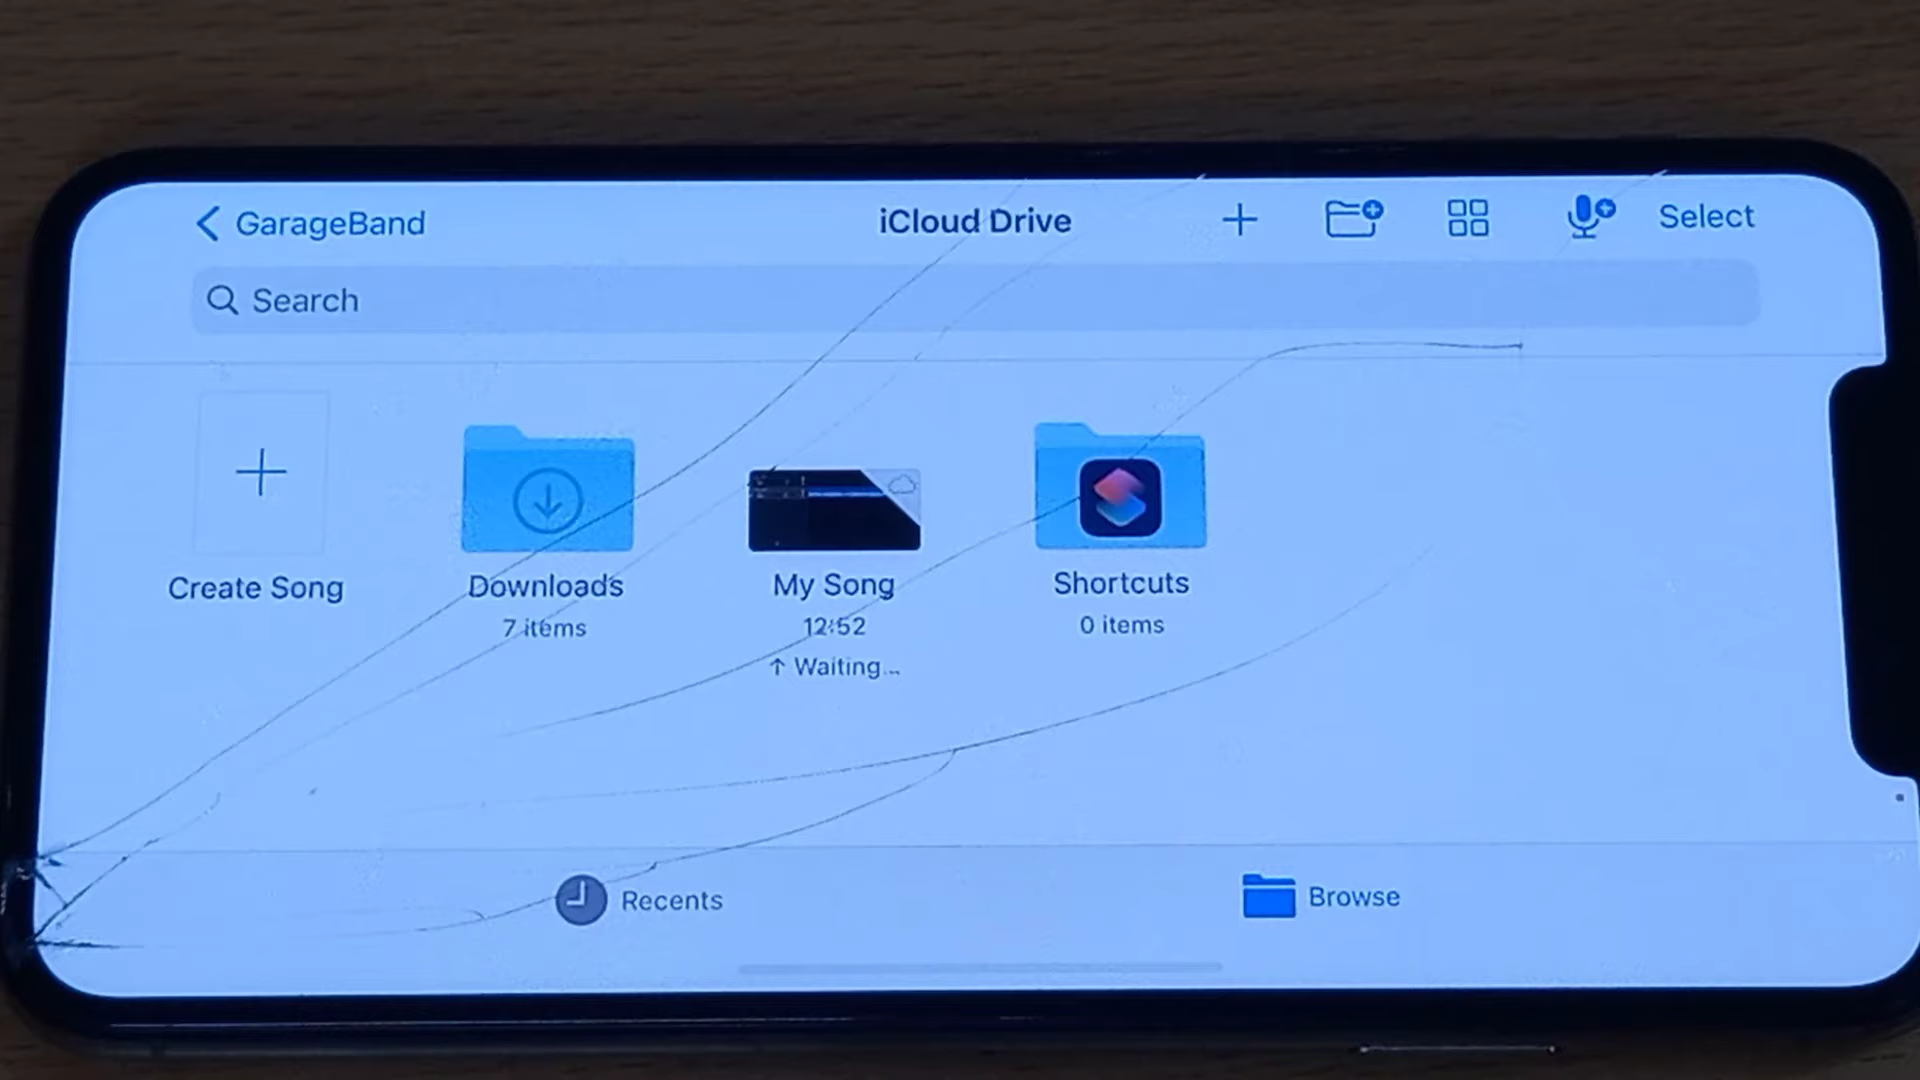 GarageBand
iCloud Drive
Select
Search
Create Song
Downloads
7 items
My Song
12:52
↑ Waiting...
Shortcuts
0 items
Recents
Browse